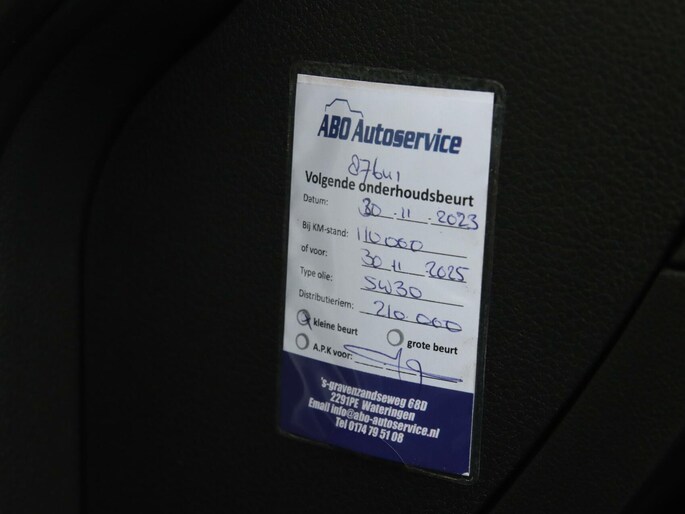 ABO Autoservice
87641
Volgende onderhoudsbeurt
Datum: 30.11.2023
Bij KM-stand: 110.000
of voor: 30 11 2025
Type olie: 5W30
Distributieriem: 210.000
kleine beurt grote beurt
A.P.K voor:
's-gravenzandseweg 68D
2291PE Wateringen
Email info@abo-autoservice.nl
Tel 0174 79 51 08